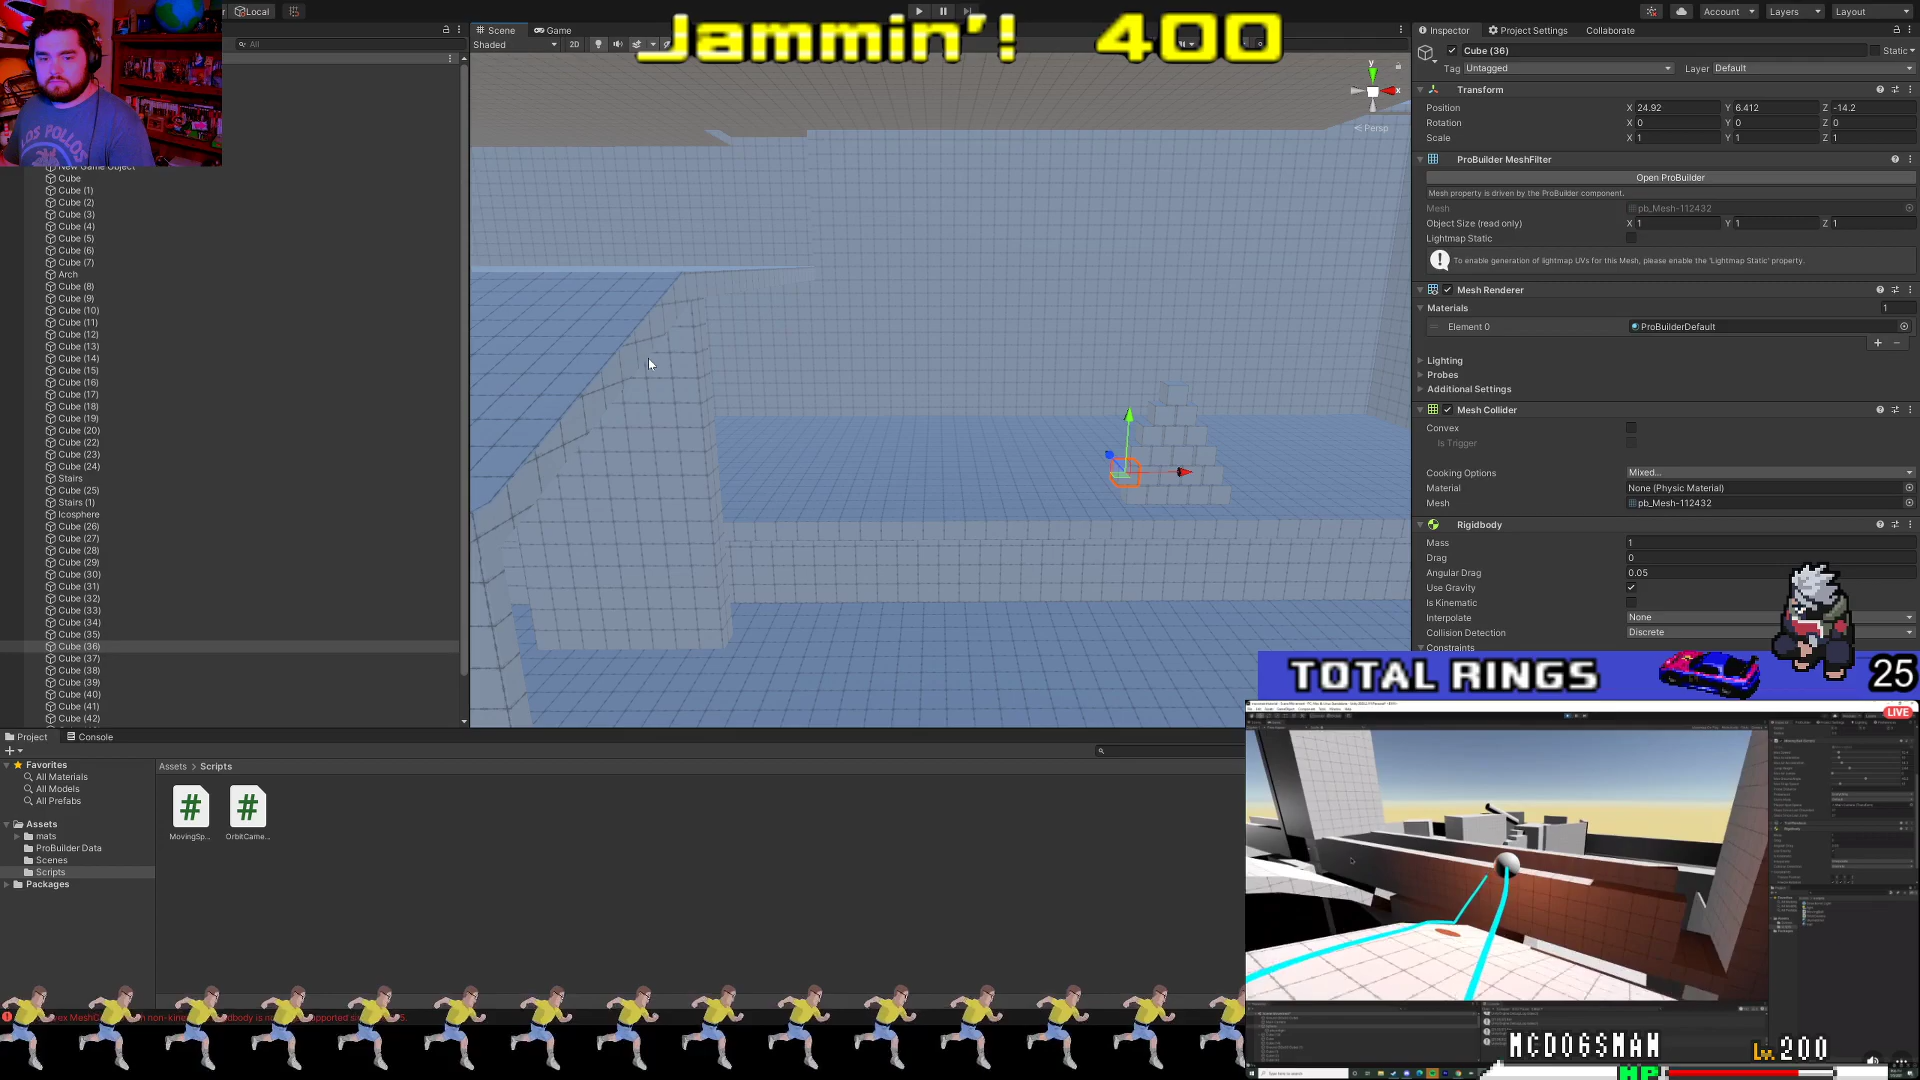 Local
Scene
Game
Jammin'! 400
Account
Layers
Layout
Inspector
Project Settings
Collaborate
All
Shaded
2D
Cube (36)
Static
Tag Untagged
Layer Default
y
x
Persp
Transform
Position X 24.92 Y 6.412 Z -14.2
Rotation X 0 Y 0 Z 0
Scale X 1 Y 1 Z 1
LOS POLLOS
ProBuilder MeshFilter
Open ProBuilder
Mesh property is driven by the ProBuilder component.
Mesh pb_Mesh-112432
Object Size (read only) X 1 Y 1 Z 1
Lightmap Static
To enable generation of lightmap UVs for this Mesh, please enable the 'Lightmap Static' property.
Mesh Renderer
Materials 1
Element 0 ProBuilderDefault
Lighting
Probes
Additional Settings
Mesh Collider
Convex
Is Trigger
Cooking Options Mixed...
Material None (Physic Material)
Mesh pb_Mesh-112432
Rigidbody
Mass 1
Drag 0
Angular Drag 0.05
Use Gravity
Is Kinematic
Interpolate None
Collision Detection Discrete
Constraints
New Game Object
Cube
Cube (1)
Cube (2)
Cube (3)
Cube (4)
Cube (5)
Cube (6)
Cube (7)
Arch
Cube (8)
Cube (9)
Cube (10)
Cube (11)
Cube (12)
Cube (13)
Cube (14)
Cube (15)
Cube (16)
Cube (17)
Cube (18)
Cube (19)
Cube (20)
Cube (22)
Cube (23)
Cube (24)
Stairs
Cube (25)
Stairs (1)
Icosphere
Cube (26)
Cube (27)
Cube (28)
Cube (29)
Cube (30)
Cube (31)
Cube (32)
Cube (33)
Cube (34)
Cube (35)
Cube (36)
Cube (37)
Cube (38)
Cube (39)
Cube (40)
Cube (41)
Cube (42)
TOTAL RINGS 25
LIVE
Project
Console
Favorites
All Materials
All Models
All Prefabs
Assets
mats
ProBuilder Data
Scenes
Scripts
Packages
Assets > Scripts
MovingSp...
OrbitCame...
MCDOGSMAN Lv.200
HP